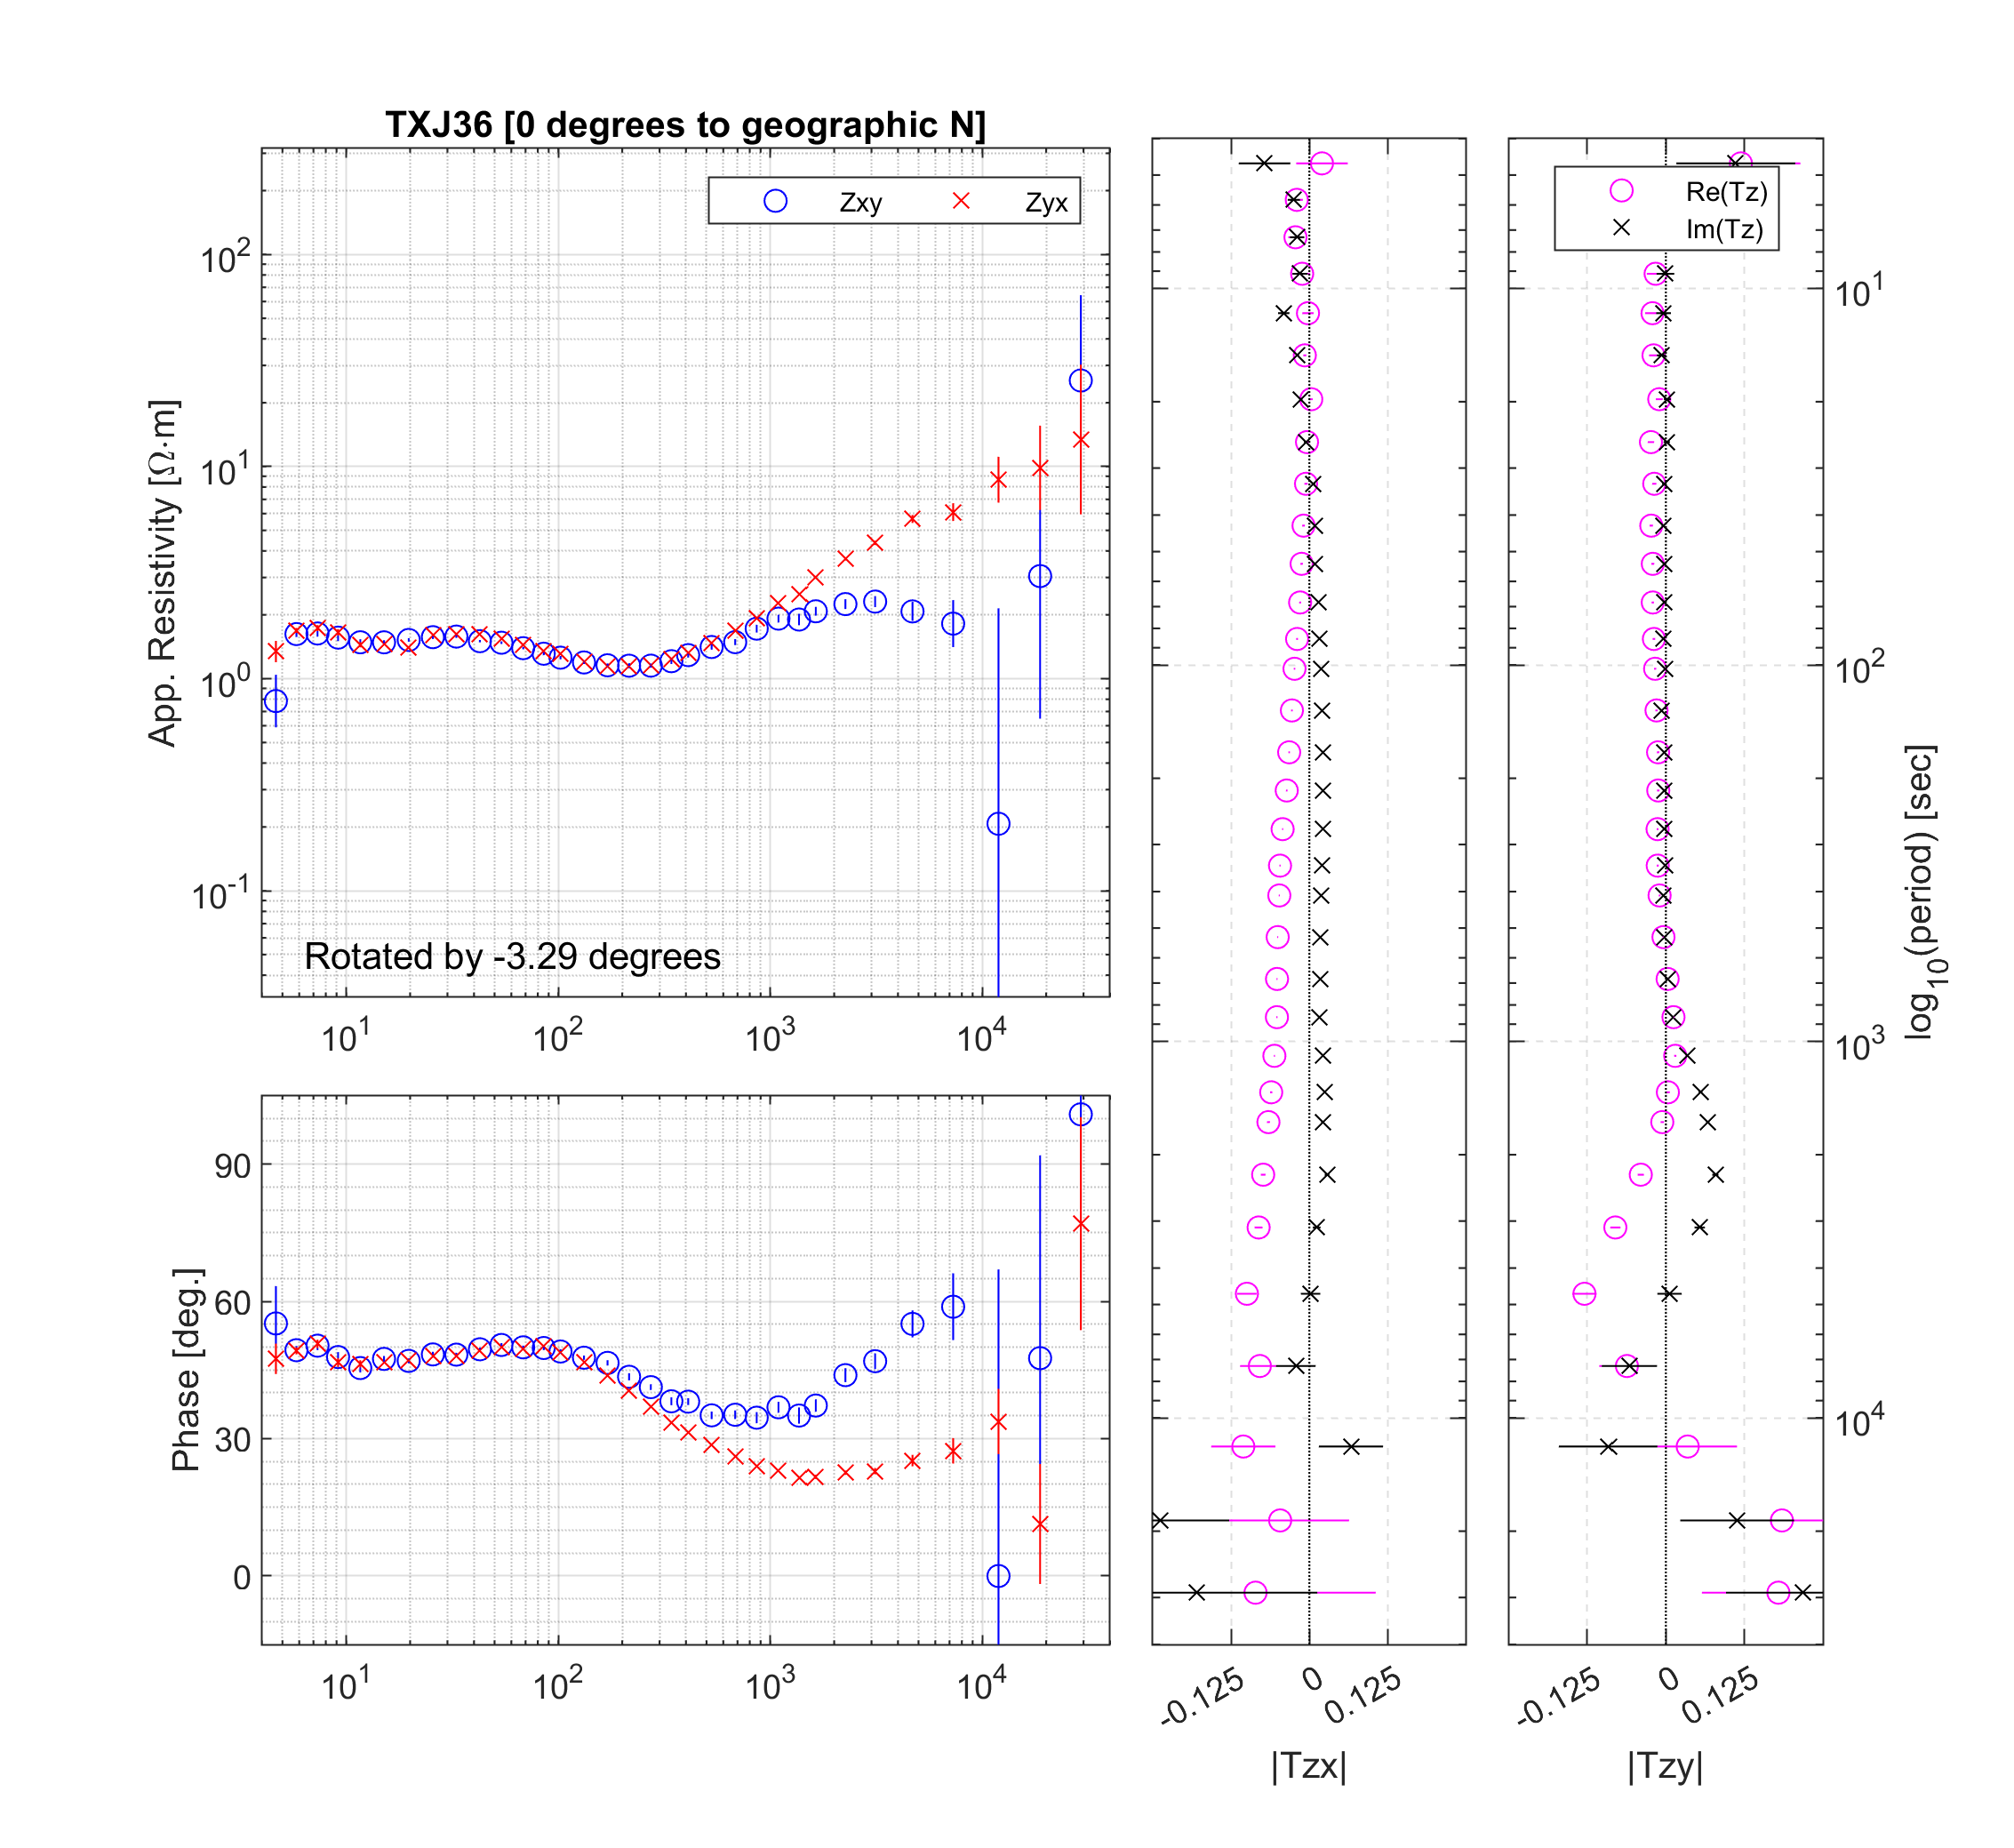 TXJ36 [0 degrees to geographic N]
Zxy Zyx
App. Resistivity [Ω·m]
10^2
10^1
10^0
10^-1
Rotated by -3.29 degrees
10^1 10^2 10^3 10^4
Phase [deg.]
90
60
30
0
10^1 10^2 10^3 10^4
-0.125 0 0.125
|Tzx|
Re(Tz)
Im(Tz)
10^1
10^2
10^3
10^4
log10(period) [sec]
-0.125 0 0.125
|Tzy|